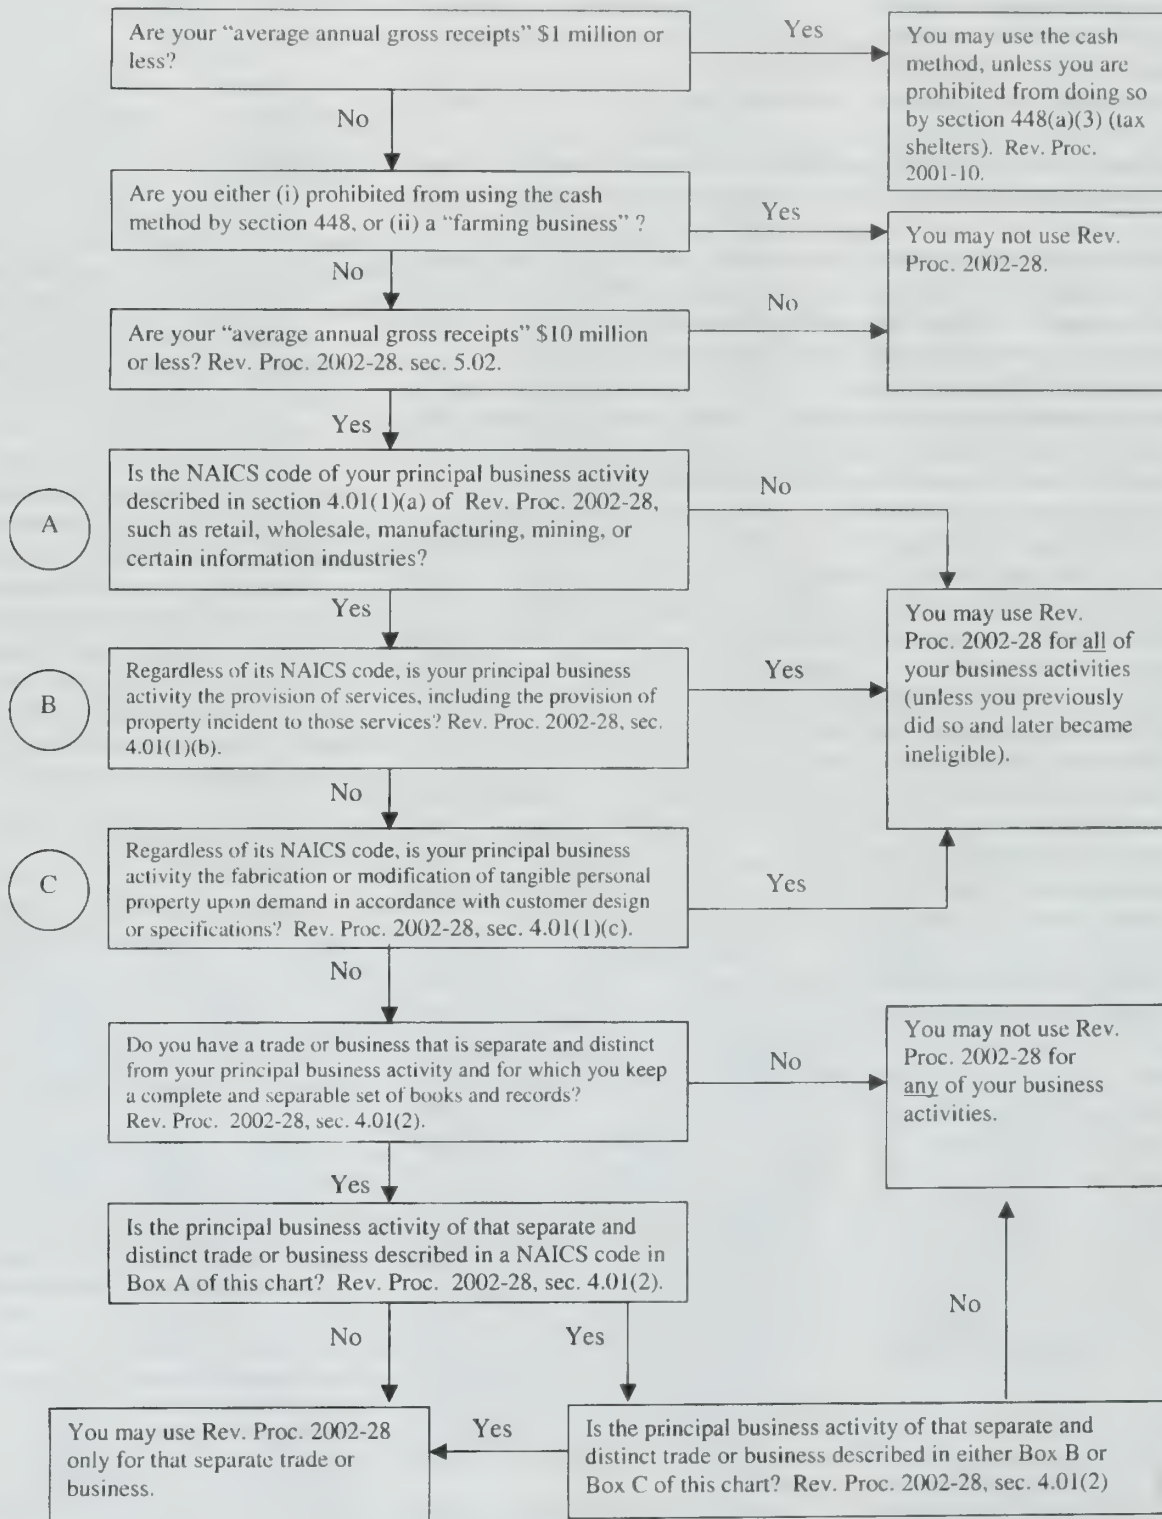 Are your “average annual gross receipts” $1 million or
less?
Yes
You may use the cash
method, unless you are
prohibited from doing so
by section 448(a)(3) (tax
shelters). Rev. Proc.
2001-10.
No
Are you either (i) prohibited from using the cash
method by section 448, or (ii) a “farming business” ?
Yes
You may not use Rev.
Proc. 2002-28.
No
Are your “average annual gross receipts” $10 million
or less? Rev. Proc. 2002-28, sec. 5.02.
No
Yes
A
Is the NAICS code of your principal business activity
described in section 4.01(1)(a) of Rev. Proc. 2002-28,
such as retail, wholesale, manufacturing, mining, or
certain information industries?
No
You may use Rev.
Proc. 2002-28 for all of
your business activities
(unless you previously
did so and later became
ineligible).
Yes
B
Regardless of its NAICS code, is your principal business
activity the provision of services, including the provision of
property incident to those services? Rev. Proc. 2002-28, sec.
4.01(1)(b).
Yes
No
C
Regardless of its NAICS code, is your principal business
activity the fabrication or modification of tangible personal
property upon demand in accordance with customer design
or specifications? Rev. Proc. 2002-28, sec. 4.01(1)(c).
Yes
No
Do you have a trade or business that is separate and distinct
from your principal business activity and for which you keep
a complete and separable set of books and records?
Rev. Proc. 2002-28, sec. 4.01(2).
No
You may not use Rev.
Proc. 2002-28 for
any of your business
activities.
Yes
Is the principal business activity of that separate and
distinct trade or business described in a NAICS code in
Box A of this chart? Rev. Proc. 2002-28, sec. 4.01(2).
No
Yes
No
You may use Rev. Proc. 2002-28
only for that separate trade or
business.
Yes
Is the principal business activity of that separate and
distinct trade or business described in either Box B or
Box C of this chart? Rev. Proc. 2002-28, sec. 4.01(2)